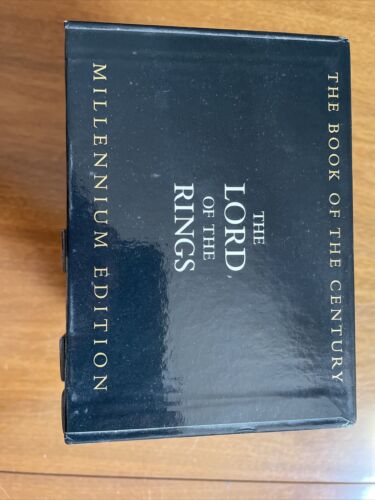 THE BOOK OF THE CENTURY
THE
LORD
OF THE
RINGS
MILLENNIUM EDITION